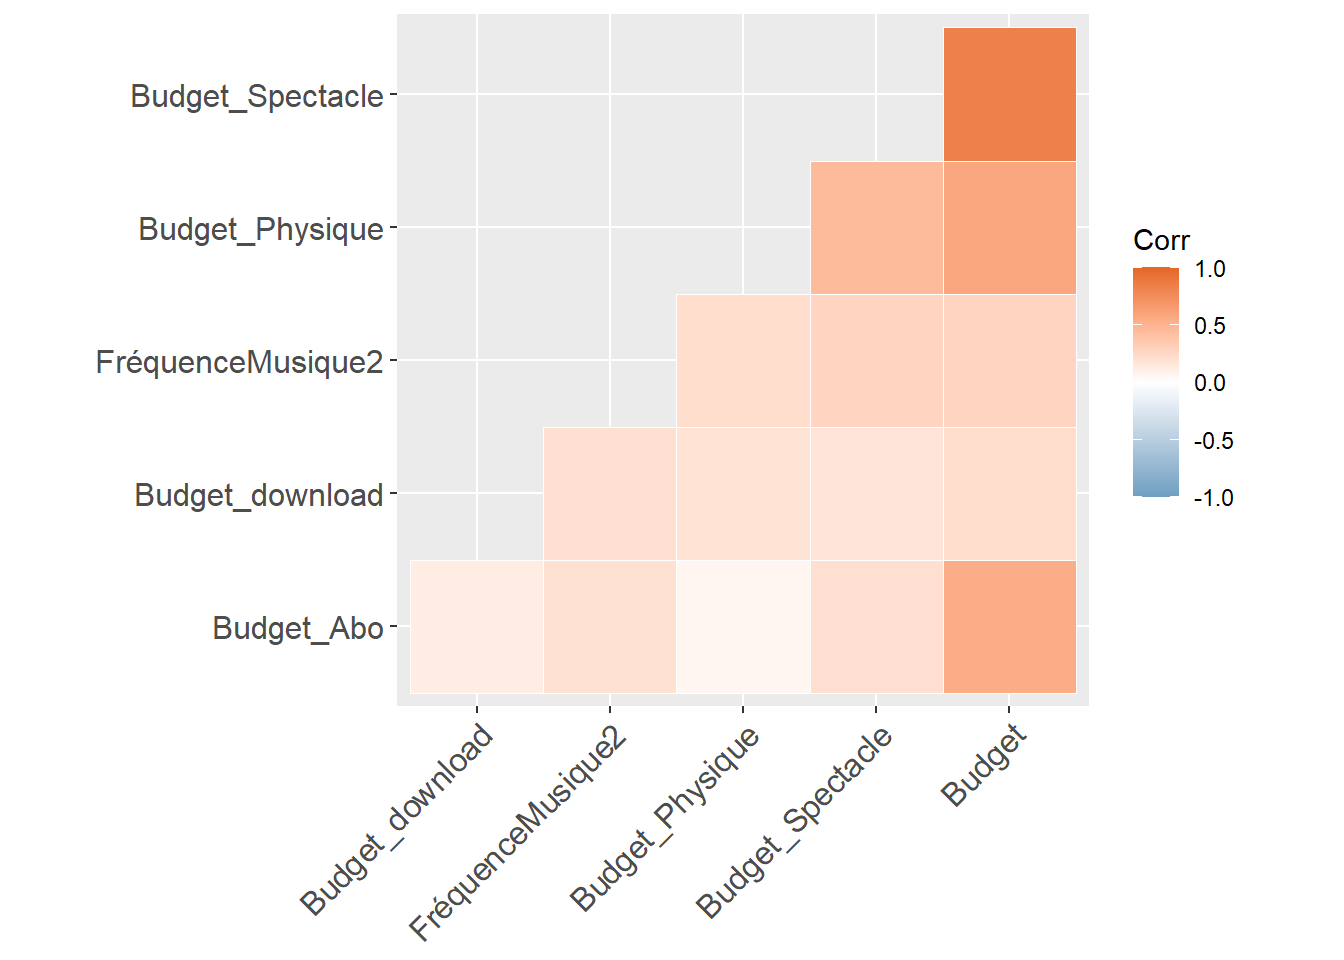 Budget_Spectacle
Budget_Physique
FréquenceMusique2
Budget_download
Budget_Abo
Budget_download
FréquenceMusique2
Budget_Physique
Budget_Spectacle
Budget
Corr
1.0
0.5
0.0
-0.5
-1.0